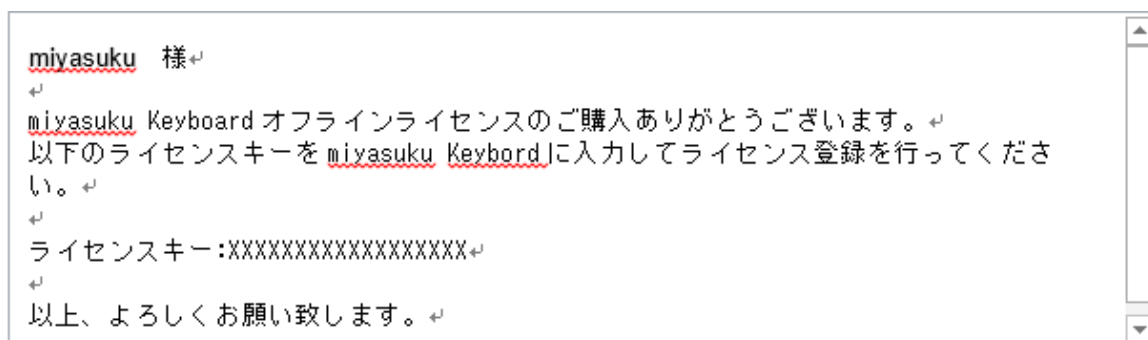 miyasuku　様
miyasuku Keyboard オフラインライセンスのご購入ありがとうございます。
以下のライセンスキーを miyasuku Keybord に入力してライセンス登録を行ってくださ
い。
ライセンスキー:XXXXXXXXXXXXXXXXXX
以上、よろしくお願い致します。